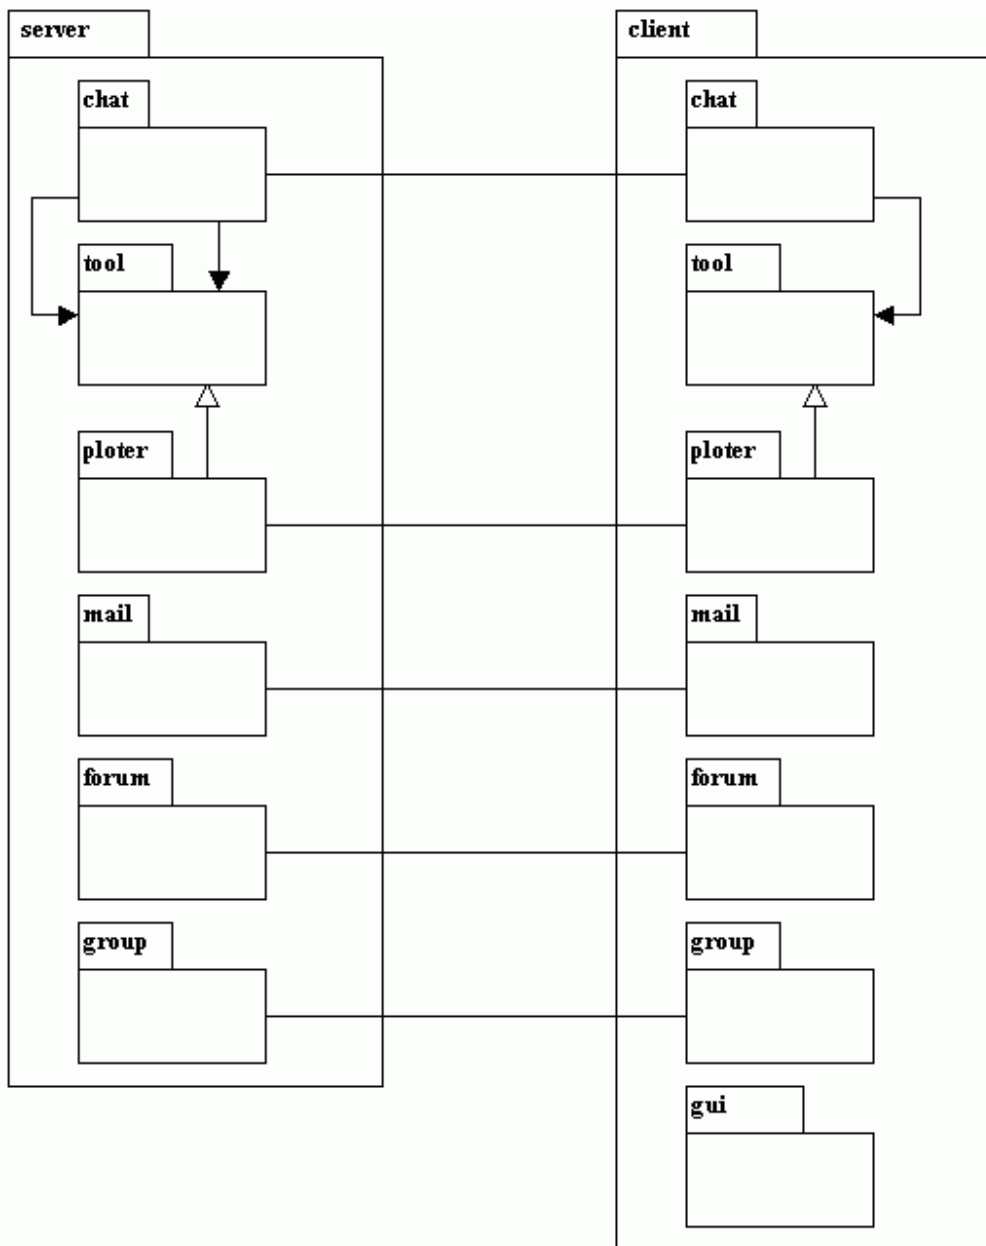 server
chat
tool
ploter
mail
forum
group
client
chat
tool
ploter
mail
forum
group
gui